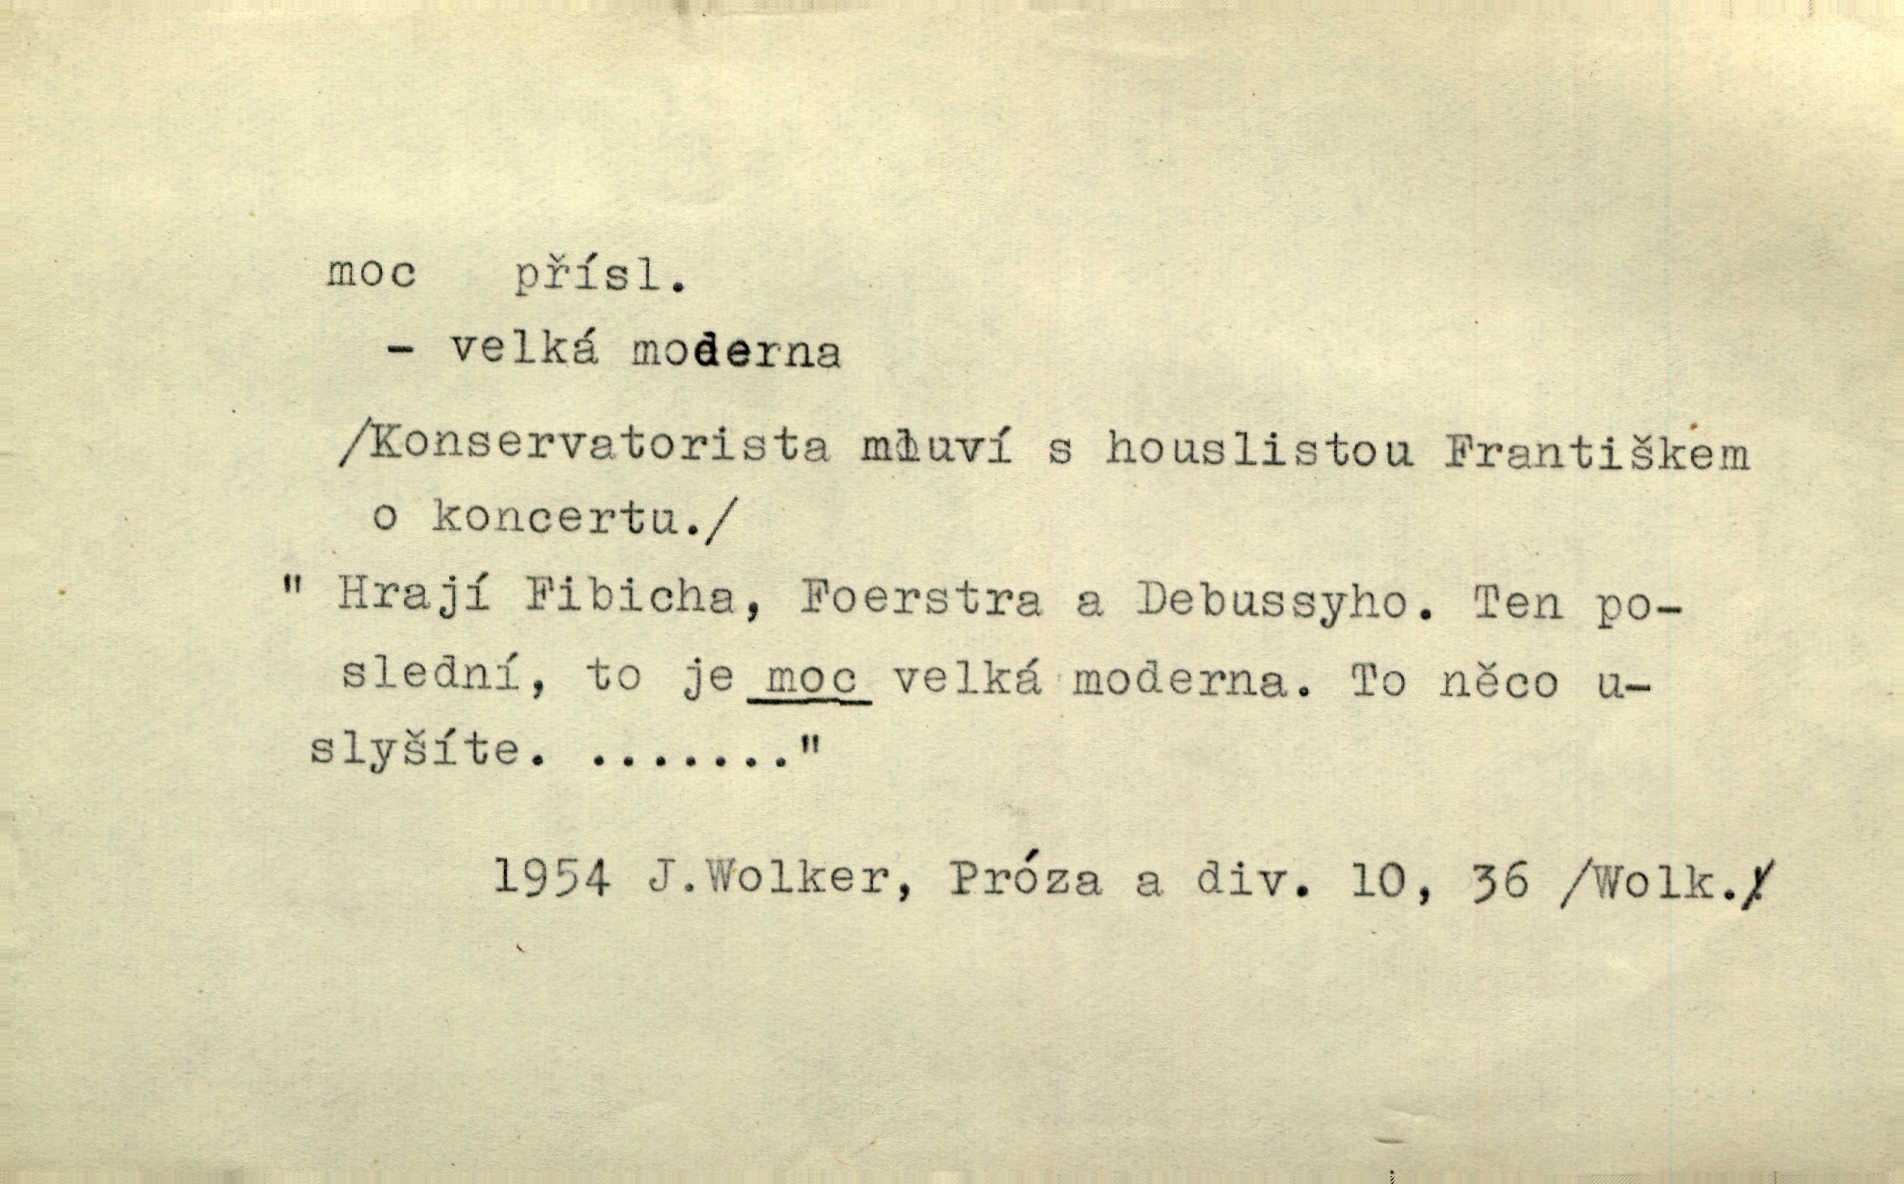 moc přísl.
- velká moderna
/Konservatorista mluví s houslistou Františkem
o koncertu./
" Hrají Fibicha, Foerstra a Debussyho. Ten po-
slední, to je moc velká moderna. To něco u-
slyšíte. ......."
1954 J.Wolker, Próza a div. 10, 36 /Wolk./